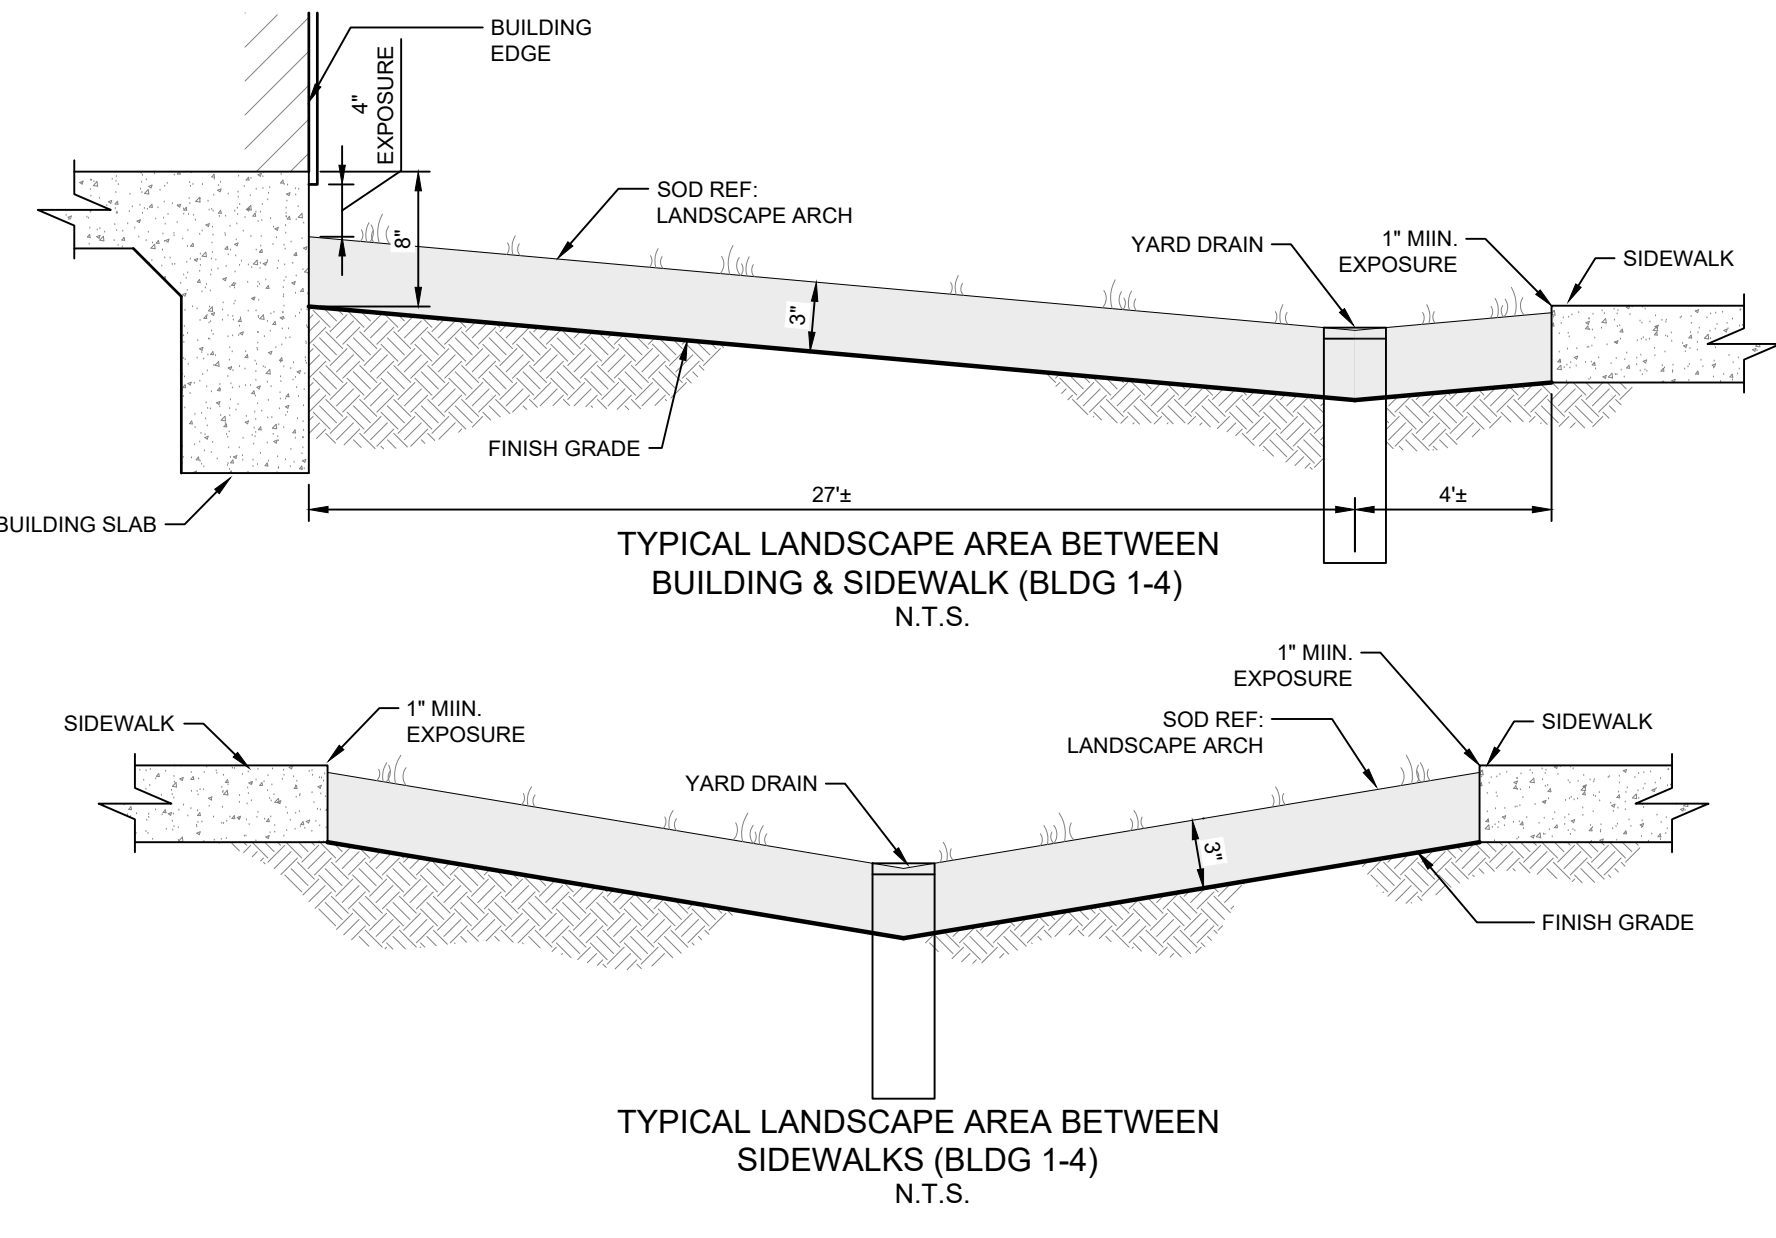 BUILDING
EDGE
4"
EXPOSURE
8"
SOD REF:
LANDSCAPE ARCH
YARD DRAIN
1" MIIN.
EXPOSURE
SIDEWALK
3"
FINISH GRADE
BUILDING SLAB
27'±
4'±
TYPICAL LANDSCAPE AREA BETWEEN
BUILDING & SIDEWALK (BLDG 1-4)
N.T.S.
SIDEWALK
1" MIIN.
EXPOSURE
YARD DRAIN
1" MIIN.
EXPOSURE
SOD REF:
LANDSCAPE ARCH
SIDEWALK
3"
FINISH GRADE
TYPICAL LANDSCAPE AREA BETWEEN
SIDEWALKS (BLDG 1-4)
N.T.S.